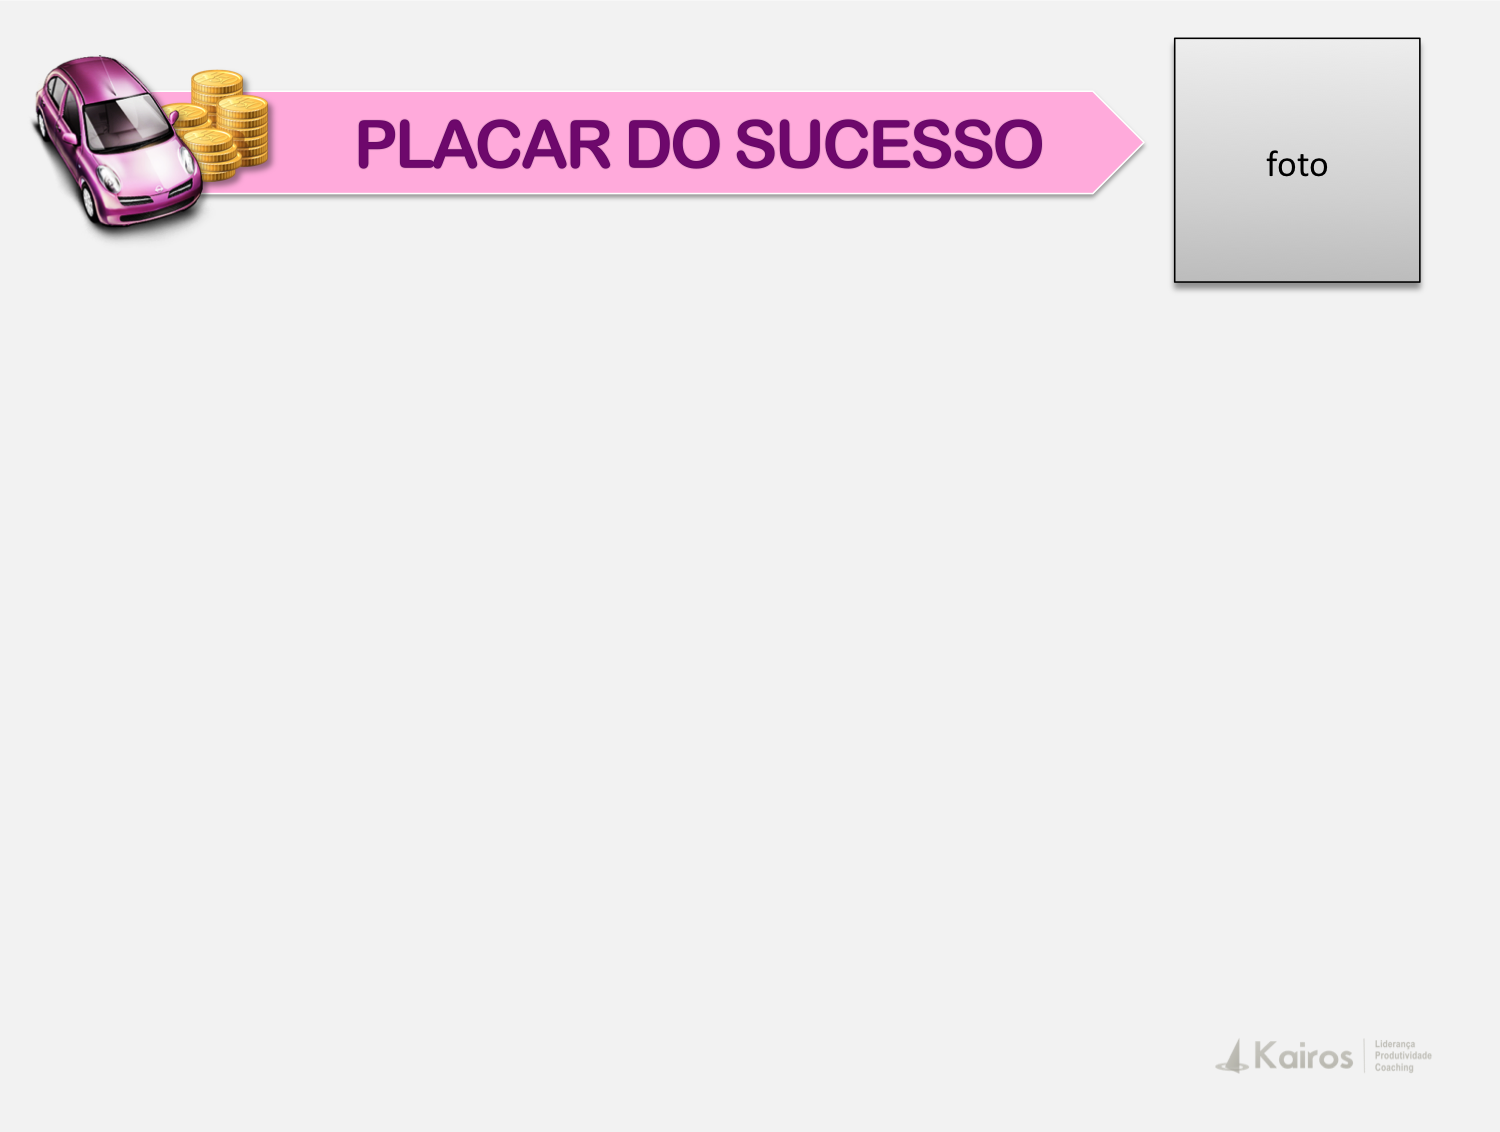 PLACAR DO SUCESSO
foto
Kairos
Liderança
Produtividade
Coaching